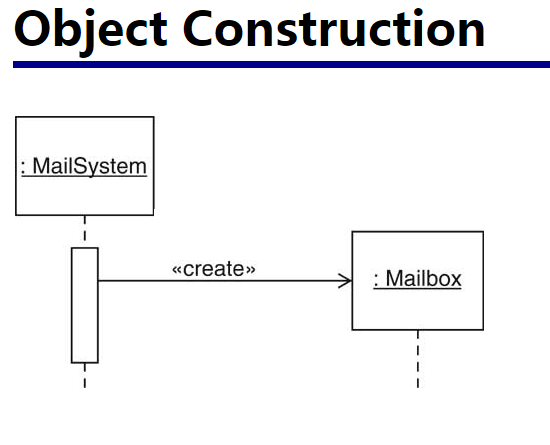 Object Construction
: MailSystem
«create»
: Mailbox